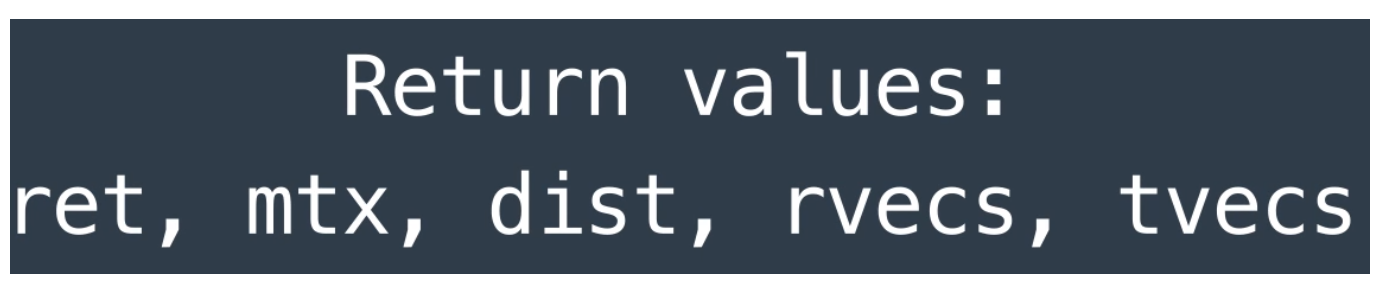 Return values:
ret, mtx, dist, rvecs, tvecs